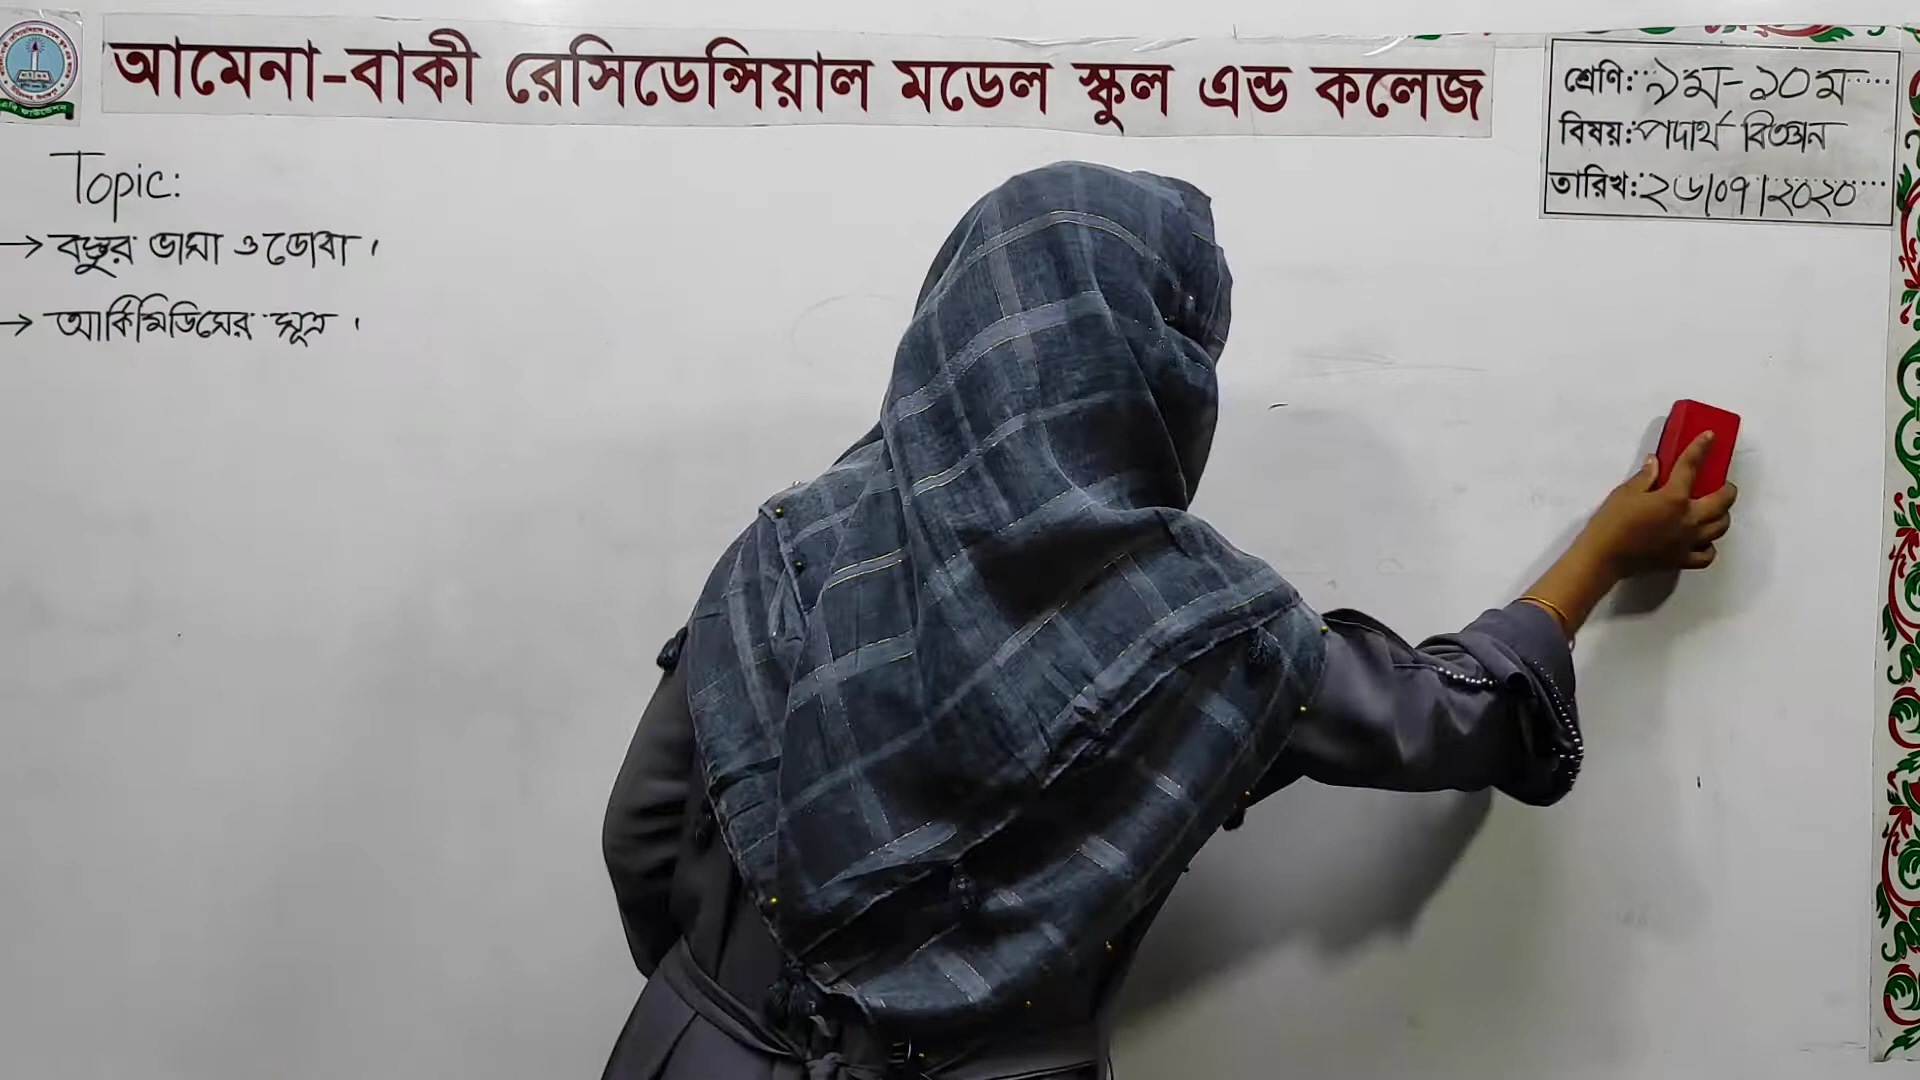 আমেনা-বাকী রেসিডেন্সিয়াল মডেল স্কুল এন্ড কলেজ
শ্রেণি: ৯ম-১০ম
বিষয়: পদার্থ বিজ্ঞান
তারিখ: ২৬/০৭/২০২০
Topic:
→ বস্তুর ভাসা ও ডোবা।
→ আর্কিমিডিসের সূত্র।